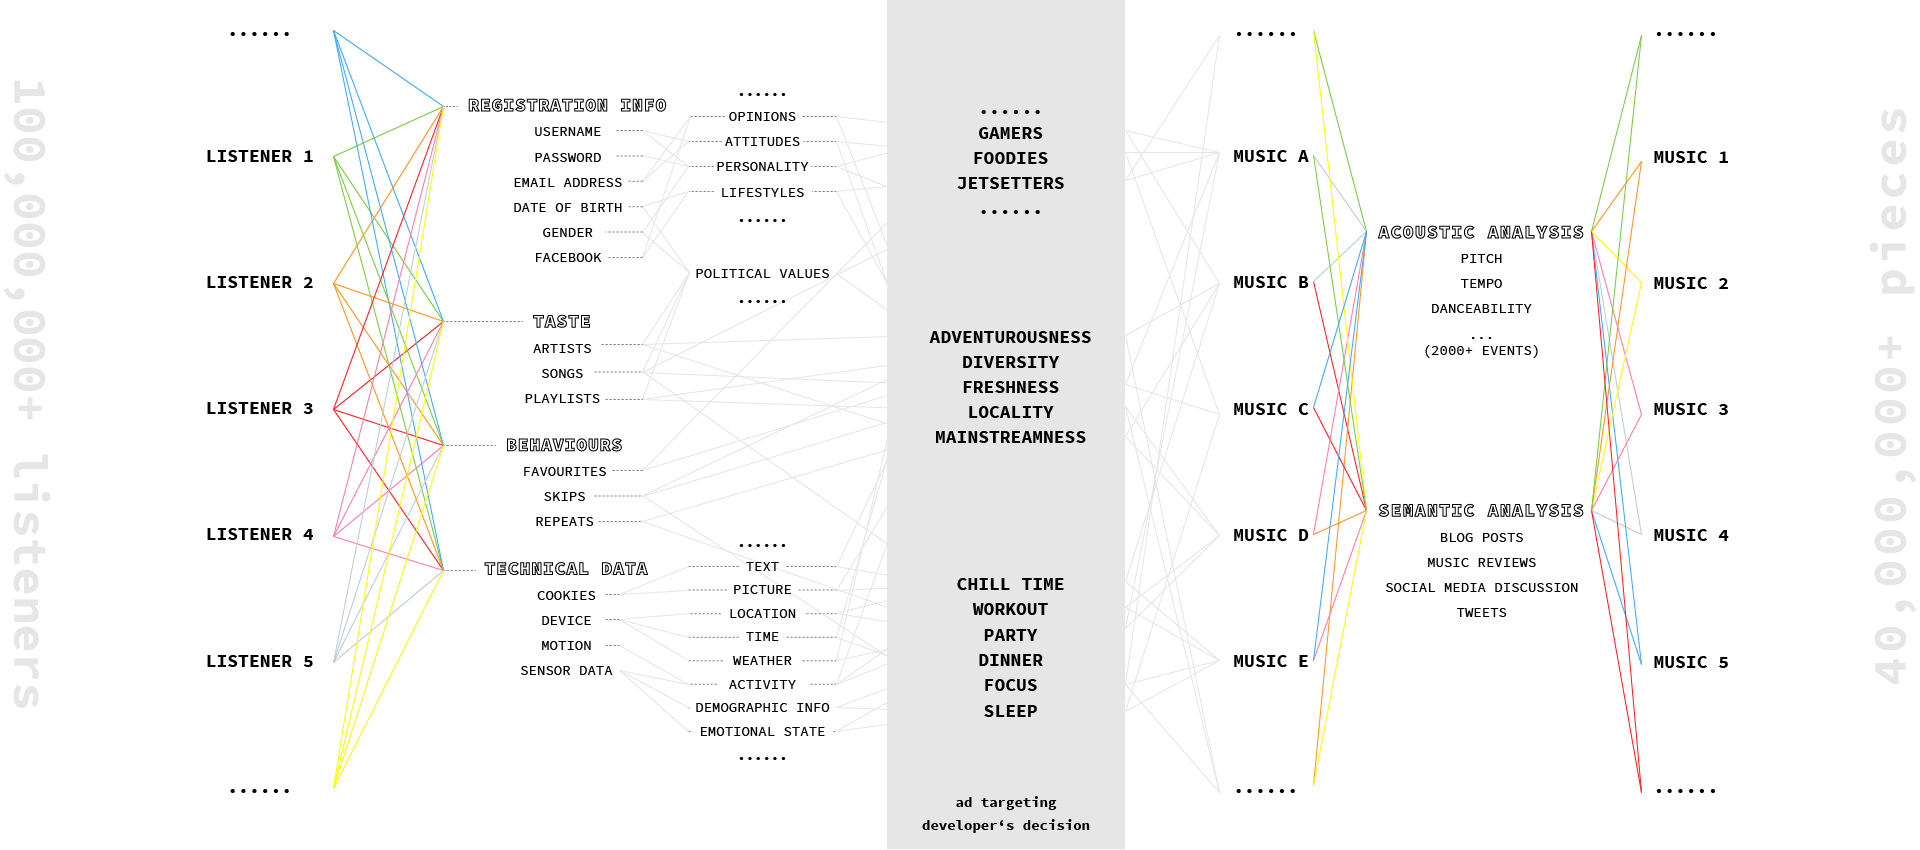 100,000,000+ listeners
......
LISTENER 1
LISTENER 2
LISTENER 3
LISTENER 4
LISTENER 5
......
REGISTRATION INFO
USERNAME
PASSWORD
EMAIL ADDRESS
DATE OF BIRTH
GENDER
FACEBOOK
TASTE
ARTISTS
SONGS
PLAYLISTS
BEHAVIOURS
FAVOURITES
SKIPS
REPEATS
TECHNICAL DATA
COOKIES
DEVICE
MOTION
SENSOR DATA
......
OPINIONS
ATTITUDES
PERSONALITY
LIFESTYLES
......
POLITICAL VALUES
......
......
TEXT
PICTURE
LOCATION
TIME
WEATHER
ACTIVITY
DEMOGRAPHIC INFO
EMOTIONAL STATE
......
......
GAMERS
FOODIES
JETSETTERS
......
ADVENTUROUSNESS
DIVERSITY
FRESHNESS
LOCALITY
MAINSTREAMNESS
CHILL TIME
WORKOUT
PARTY
DINNER
FOCUS
SLEEP
ad targeting
developer‘s decision
......
MUSIC A
MUSIC B
MUSIC C
MUSIC D
MUSIC E
......
ACOUSTIC ANALYSIS
PITCH
TEMPO
DANCEABILITY
...
(2000+ EVENTS)
SEMANTIC ANALYSIS
BLOG POSTS
MUSIC REVIEWS
SOCIAL MEDIA DISCUSSION
TWEETS
......
MUSIC 1
MUSIC 2
MUSIC 3
MUSIC 4
MUSIC 5
......
40,000,000+ pieces